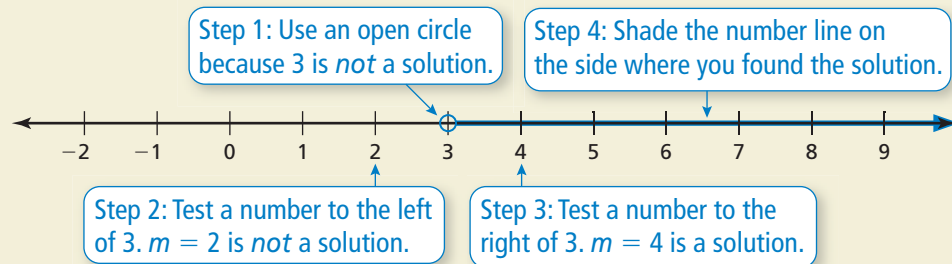 Step 1: Use an open circle
because 3 is not a solution.
Step 4: Shade the number line on
the side where you found the solution.
−2 −1 0 1 2 3 4 5 6 7 8 9
Step 2: Test a number to the left
of 3. m = 2 is not a solution.
Step 3: Test a number to the
right of 3. m = 4 is a solution.